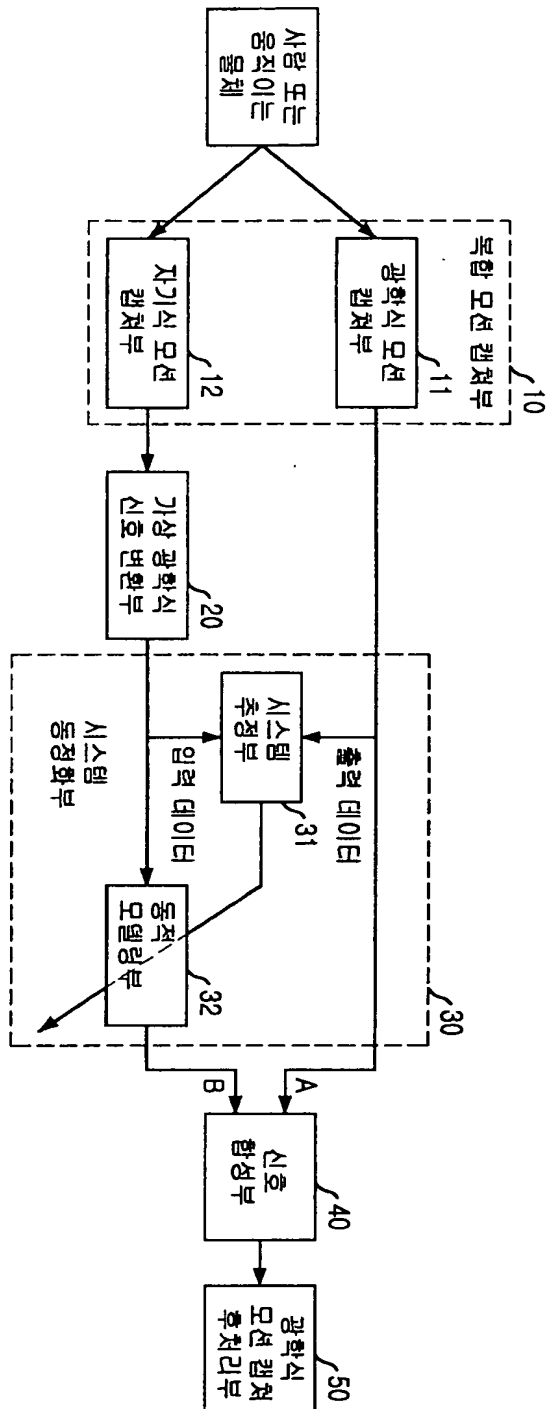 사람 또는
움직이는
물체
복합 모션 캡쳐부
10
광학식 모션
캡쳐부
11
자기식 모션
캡쳐부
12
가상 광학식
신호 변환부
20
시스템
동정화부
30
시스템
추정부
31
출력 데이터
입력 데이터
동적
모델링부
32
A
B
신호
합성부
40
광학식
모션 캡쳐
후처리부
50